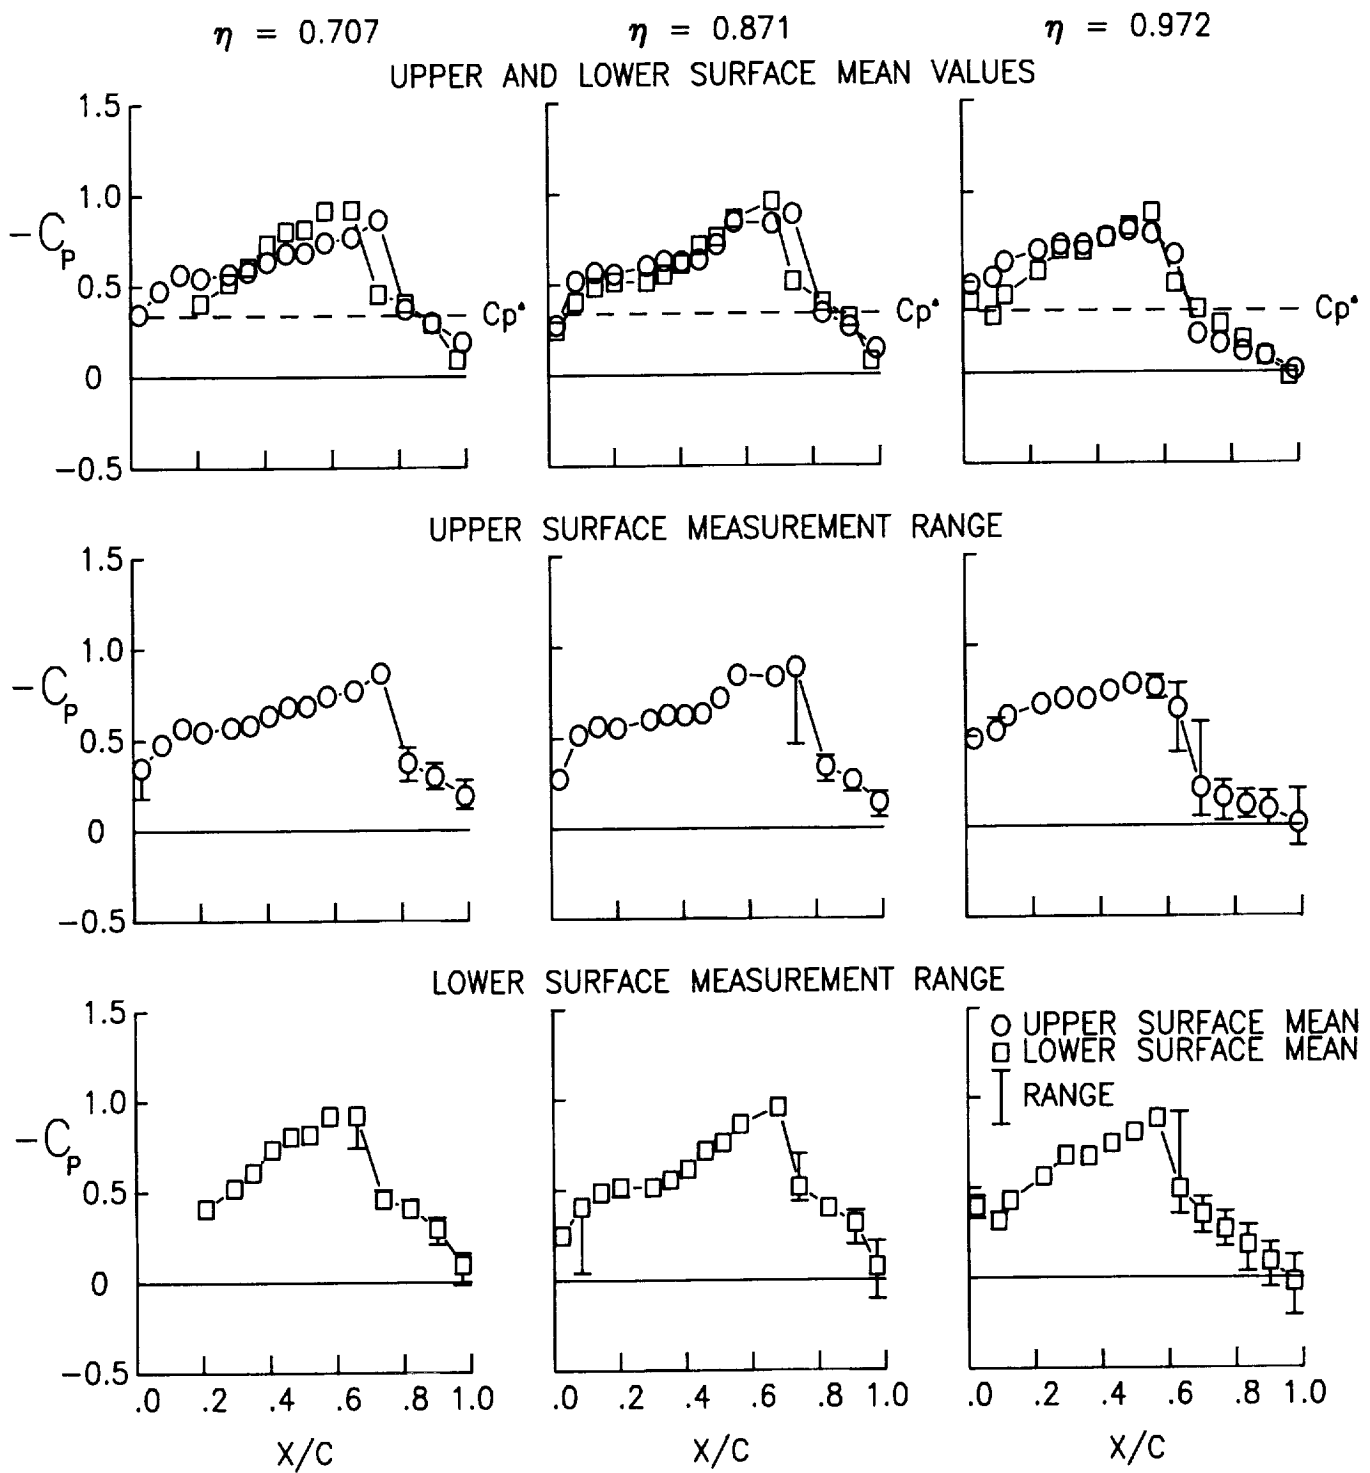 η = 0.707 η = 0.871 η = 0.972
UPPER AND LOWER SURFACE MEAN VALUES
1.5
1.0
-Cp
0.5
Cp* Cp* Cp*
0
-0.5
UPPER SURFACE MEASUREMENT RANGE
1.5
1.0
-Cp
0.5
0
-0.5
LOWER SURFACE MEASUREMENT RANGE
1.5
UPPER SURFACE MEAN
LOWER SURFACE MEAN
RANGE
1.0
-Cp
0.5
0
-0.5
.0 .2 .4 .6 .8 1.0 .0 .2 .4 .6 .8 1.0 .0 .2 .4 .6 .8 1.0
X/C X/C X/C